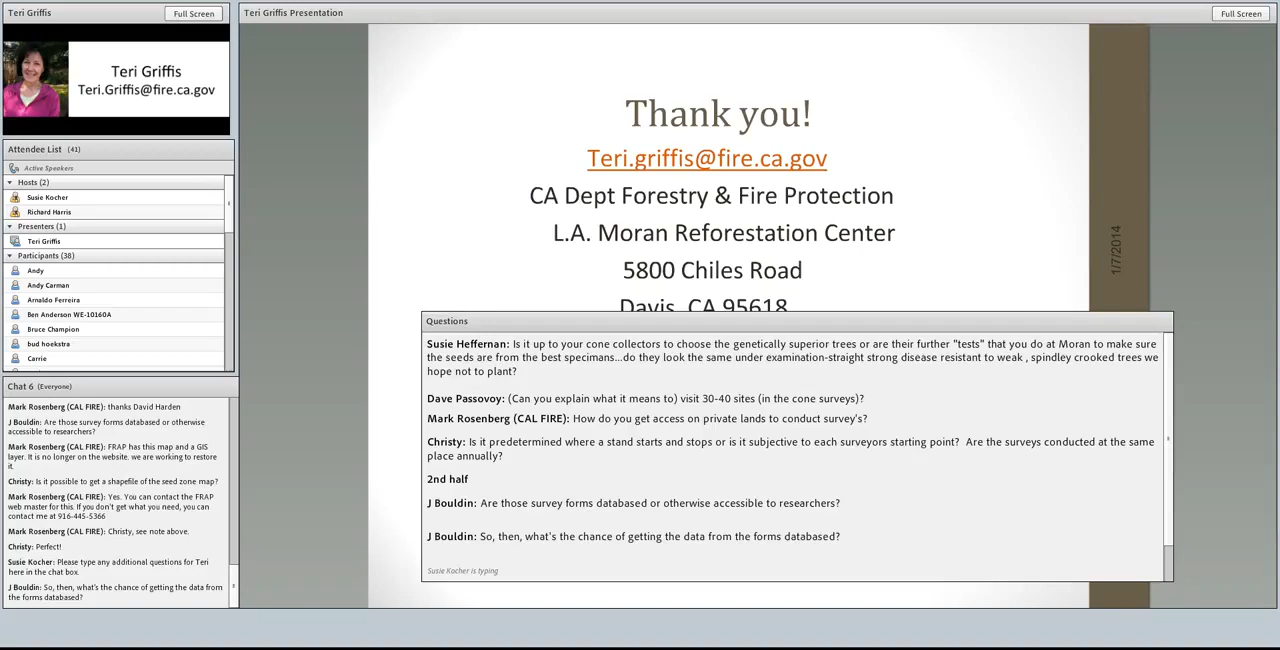 Teri Griffis
Full Screen
Teri Griffis
Teri.Griffis@fire.ca.gov
Attendee List (41)
Active Speakers
Hosts (2)
Susie Kocher
Richard Harris
Presenters (1)
Teri Griffis
Participants (38)
Andy
Andy Carman
Arnaldo Ferreira
Ben Anderson WE-10160A
Bruce Champion
bud hoekstra
Carrie
Chat 6 (Everyone)
Mark Rosenberg (CAL FIRE): thanks David Harden
J Bouldin: Are those survey forms databased or otherwise
accessible to researchers?
Mark Rosenberg (CAL FIRE): FRAP has this map and a GIS
layer. It is no longer on the website. we are working to restore
it.
Christy: Is it possible to get a shapefile of the seed zone map?
Mark Rosenberg (CAL FIRE): Yes. You can contact the FRAP
web master for this. If you don't get what you need, you can
contact me at 916-445-5366
Mark Rosenberg (CAL FIRE): Christy, see note above.
Christy: Perfect!
Susie Kocher: Please type any additional questions for Teri
here in the chat box.
J Bouldin: So, then, what's the chance of getting the data from
the forms databased?
Teri Griffis Presentation
Full Screen
Thank you!
Teri.griffis@fire.ca.gov
CA Dept Forestry & Fire Protection
L.A. Moran Reforestation Center
5800 Chiles Road
Davis, CA 95618
1/7/2014
Questions
Susie Heffernan: Is it up to your cone collectors to choose the genetically superior trees or are their further "tests" that you do at Moran to make sure
the seeds are from the best specimans...do they look the same under examination-straight strong disease resistant to weak , spindley crooked trees we
hope not to plant?
Dave Passovoy: (Can you explain what it means to) visit 30-40 sites (in the cone surveys)?
Mark Rosenberg (CAL FIRE): How do you get access on private lands to conduct survey's?
Christy: Is it predetermined where a stand starts and stops or is it subjective to each surveyors starting point? Are the surveys conducted at the same
place annually?
2nd half
J Bouldin: Are those survey forms databased or otherwise accessible to researchers?
J Bouldin: So, then, what's the chance of getting the data from the forms databased?
Susie Kocher is typing